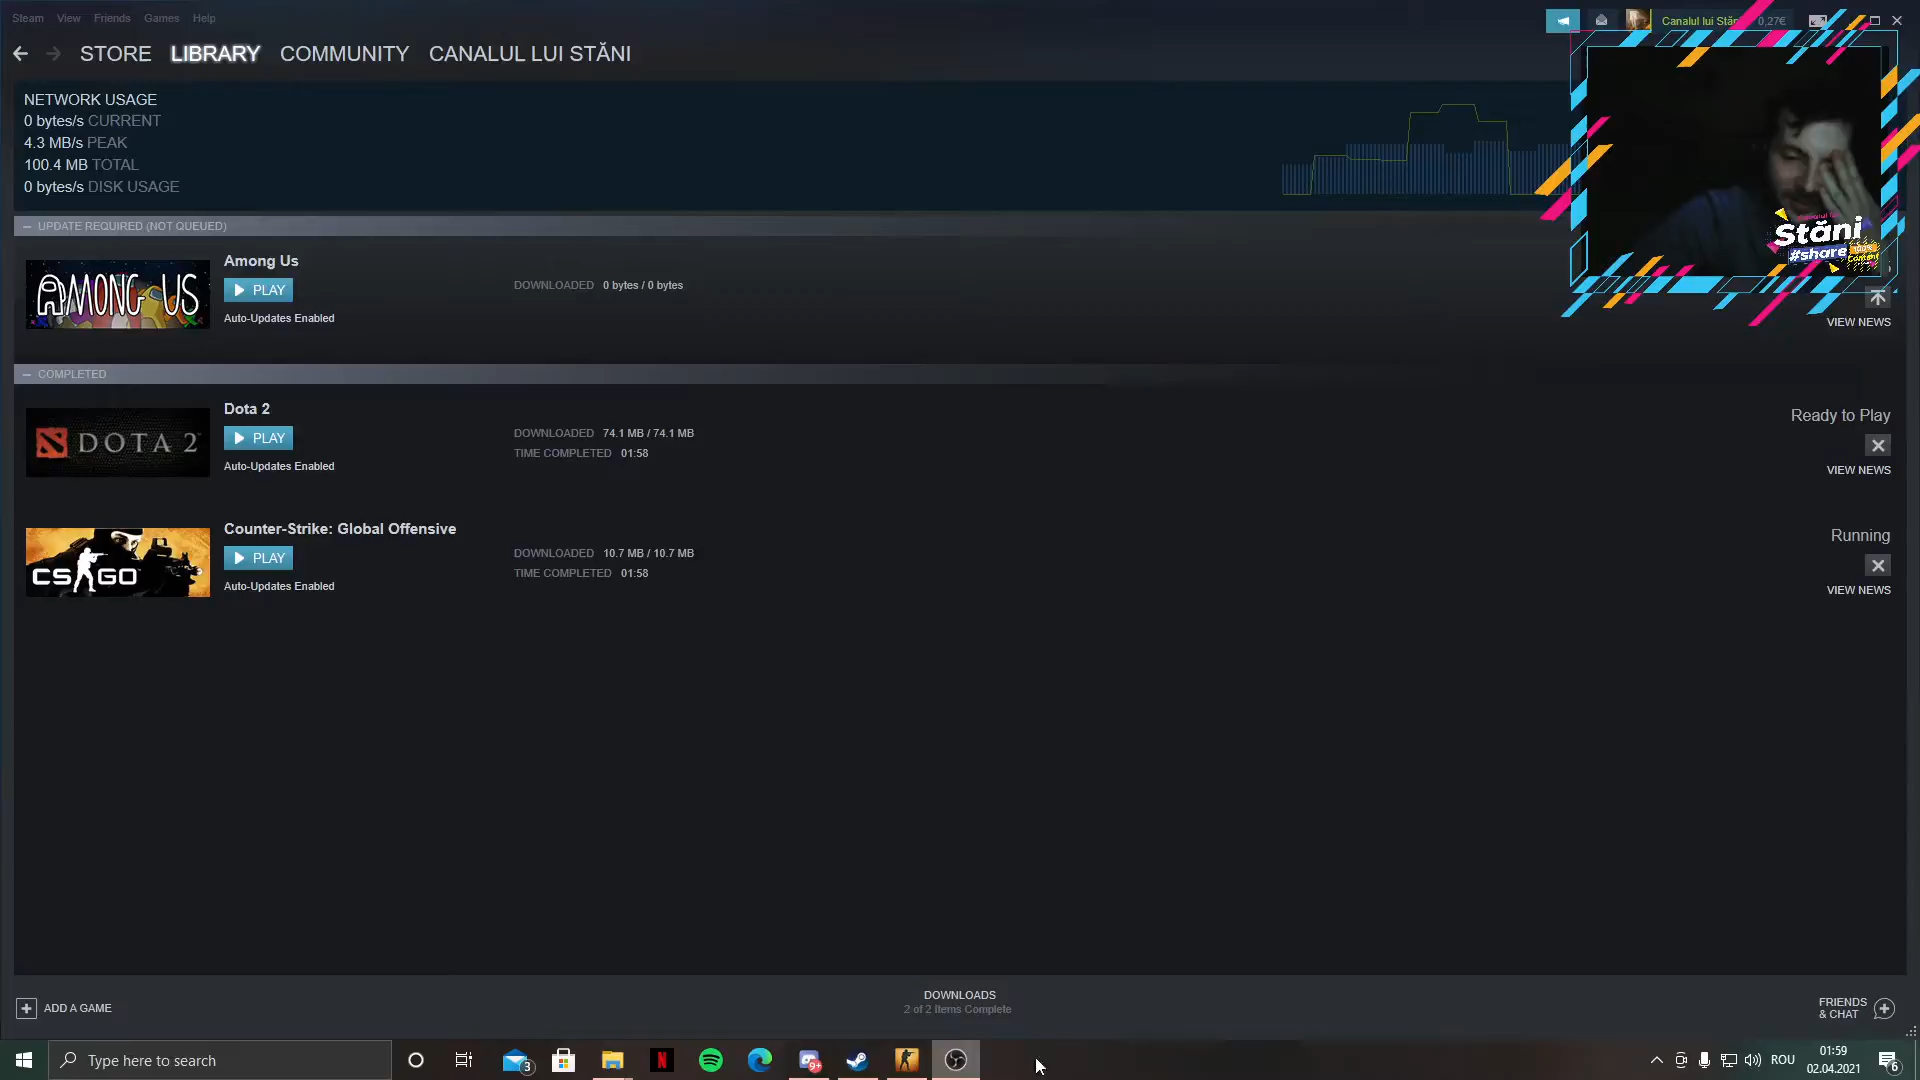 Steam View Friends Games Help
Canalul lui Stăn 0,27€
STORE LIBRARY COMMUNITY CANALUL LUI STĂNI
NETWORK USAGE
0 bytes/s CURRENT
4.3 MB/s PEAK
100.4 MB TOTAL
0 bytes/s DISK USAGE
Stăni
#share 100%
Content
UPDATE REQUIRED (NOT QUEUED)
AMONG US
Among Us
PLAY
Auto-Updates Enabled
DOWNLOADED 0 bytes / 0 bytes
VIEW NEWS
COMPLETED
DOTA 2
Dota 2
PLAY
Auto-Updates Enabled
DOWNLOADED 74.1 MB / 74.1 MB
TIME COMPLETED 01:58
Ready to Play
VIEW NEWS
CS GO
Counter-Strike: Global Offensive
PLAY
Auto-Updates Enabled
DOWNLOADED 10.7 MB / 10.7 MB
TIME COMPLETED 01:58
Running
VIEW NEWS
ADD A GAME
DOWNLOADS
2 of 2 Items Complete
FRIENDS
& CHAT
Type here to search
3
N
9+
ROU
01:59
02.04.2021
6